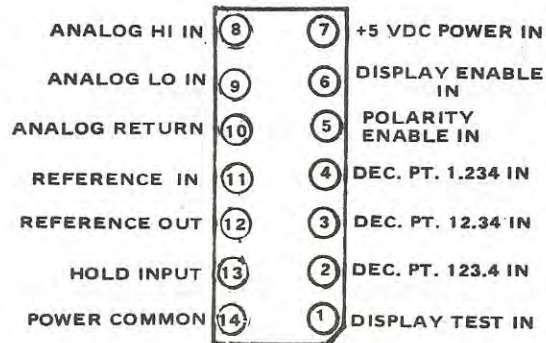 ANALOG HI IN 8 7 +5 VDC POWER IN
ANALOG LO IN 9 6 DISPLAY ENABLE
IN
ANALOG RETURN 10 5 POLARITY
ENABLE IN
REFERENCE IN 11 4 DEC. PT. 1.234 IN
REFERENCE OUT 12 3 DEC. PT. 12.34 IN
HOLD INPUT 13 2 DEC. PT. 123.4 IN
POWER COMMON 14 1 DISPLAY TEST IN